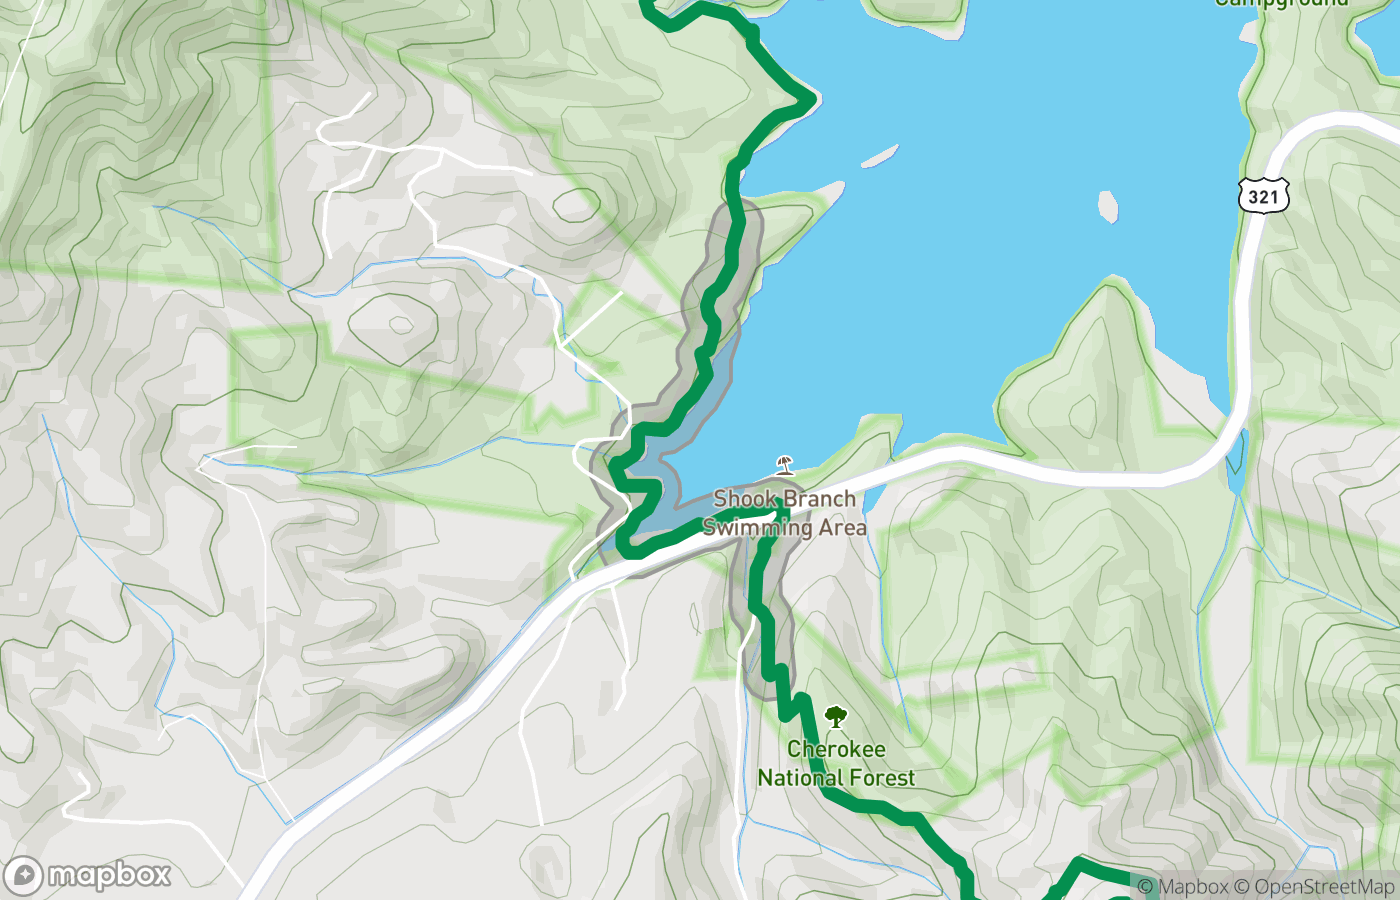 Campground
321
Shook Branch
Swimming Area
Cherokee
National Forest
mapbox
© Mapbox © OpenStreetMap